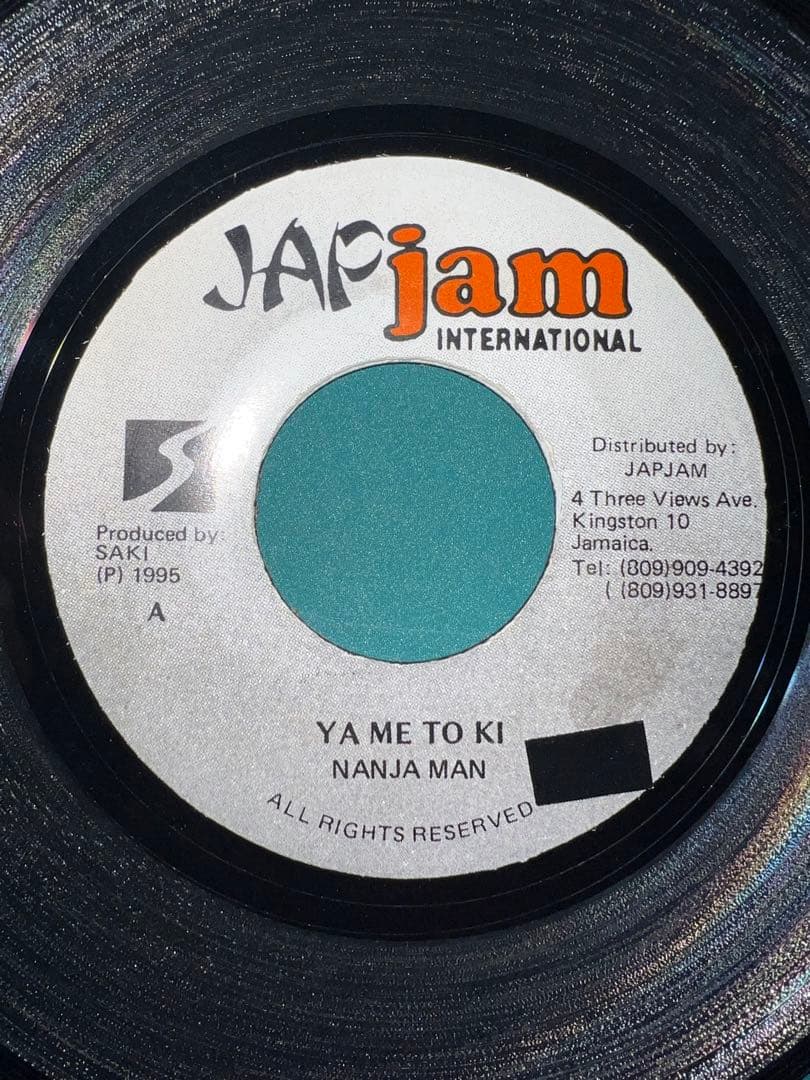 JAPjam
INTERNATIONAL
Distributed by:
JAPJAM
4 Three Views Ave.
Kingston 10
Jamaica.
Tel: (809)909-4392
( (809)931-8897
Produced by:
SAKI
(P) 1995
A
YA ME TO KI
NANJA MAN
ALL RIGHTS RESERVED